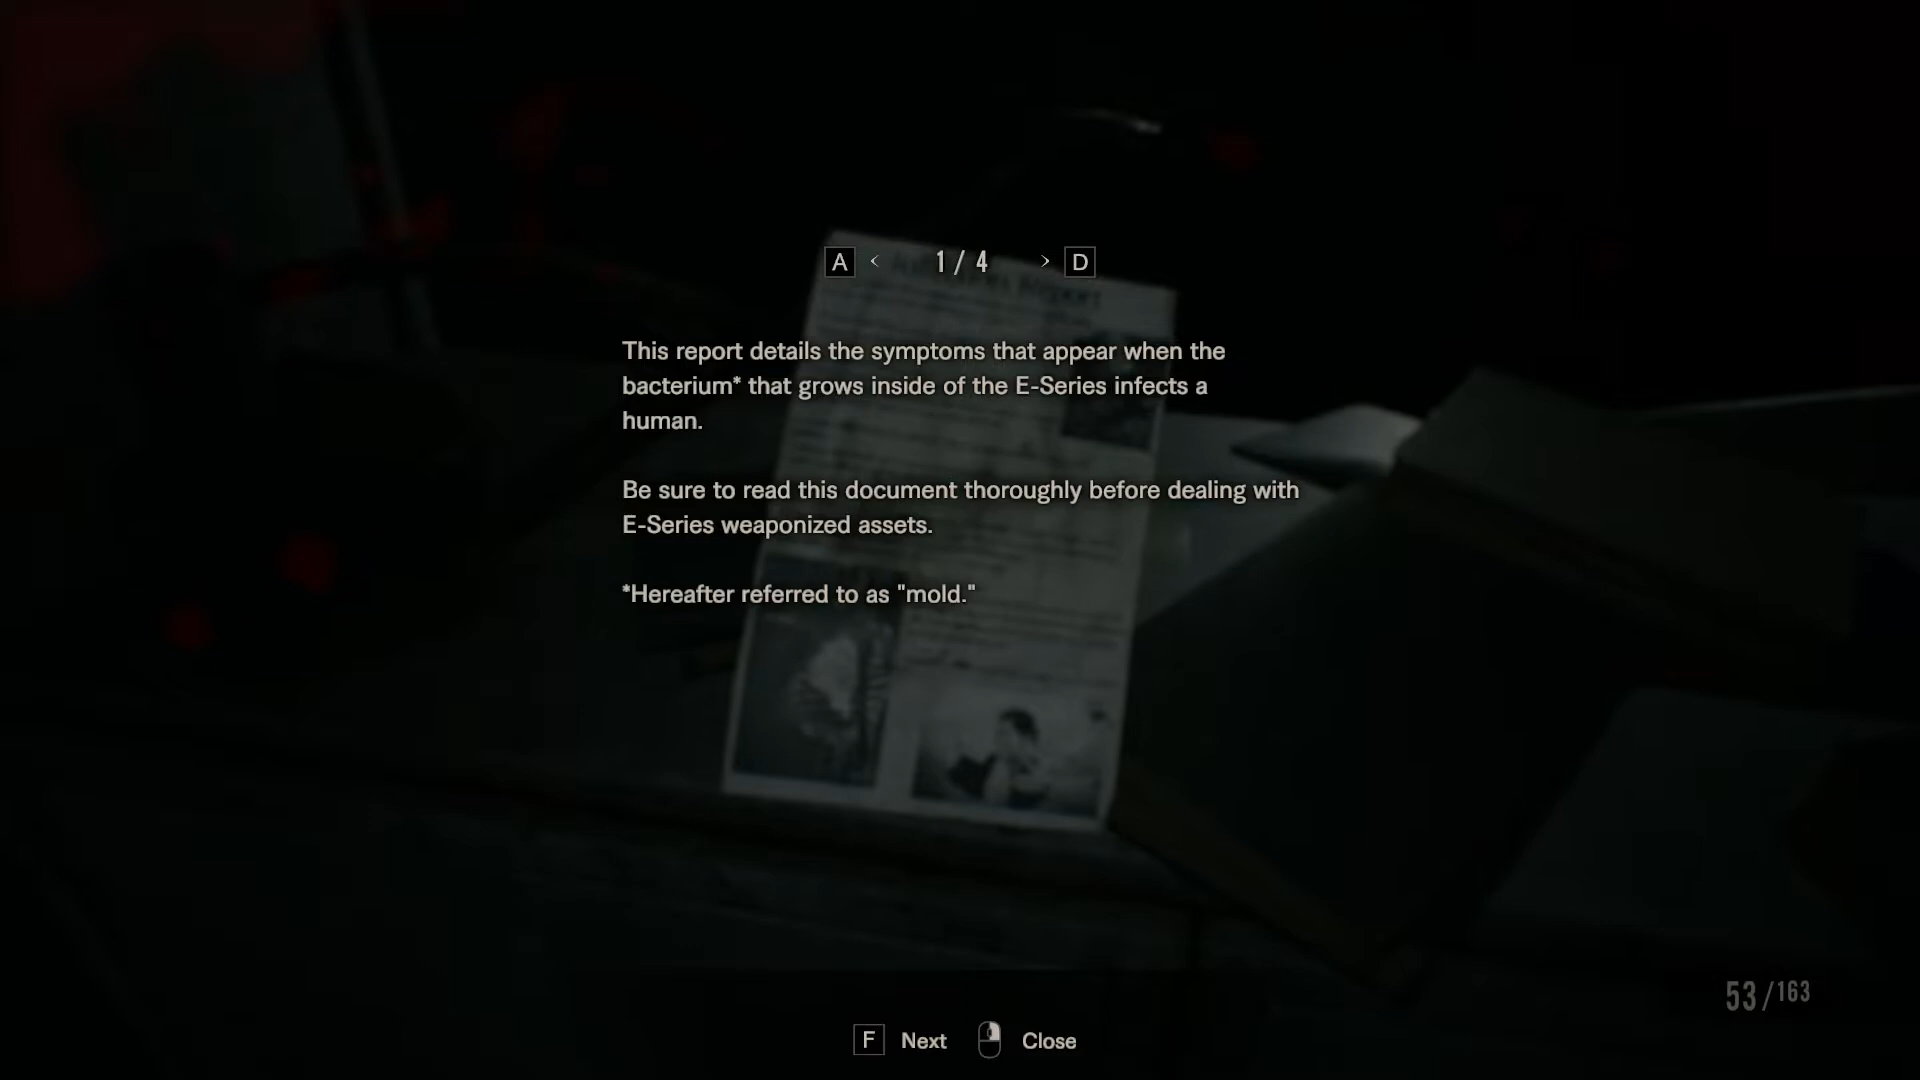 A < 1 / 4 > D
Report
This report details the symptoms that appear when the
bacterium* that grows inside of the E-Series infects a
human.
Be sure to read this document thoroughly before dealing with
E-Series weaponized assets.
*Hereafter referred to as "mold."
53/163
F Next Close